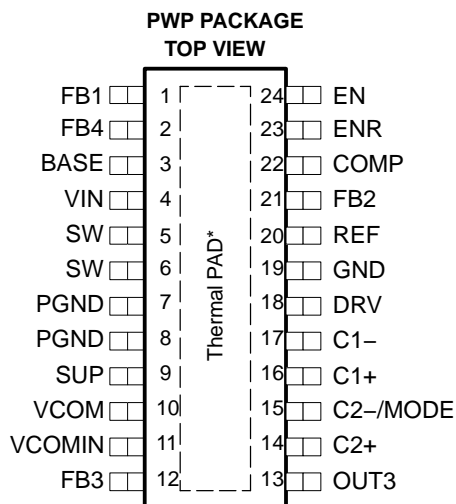 PWP PACKAGE
TOP VIEW
FB1 1 24 EN
FB4 2 23 ENR
BASE 3 22 COMP
VIN 4 21 FB2
SW 5 20 REF
SW 6 19 GND
PGND 7 18 DRV
PGND 8 17 C1−
SUP 9 16 C1+
VCOM 10 15 C2−/MODE
VCOMIN 11 14 C2+
FB3 12 13 OUT3
Thermal PAD*